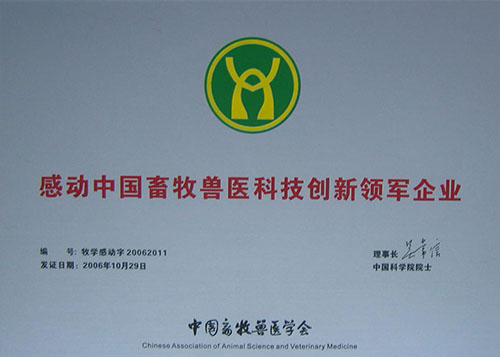 感动中国畜牧兽医科技创新领军企业
编 号: 牧学感动字 20062011
理事长 吴常信
发证日期: 2006年10月29日
中国科学院院士
中国畜牧兽医学会
Chinese Association of Animal Science and Veterinary Medicine